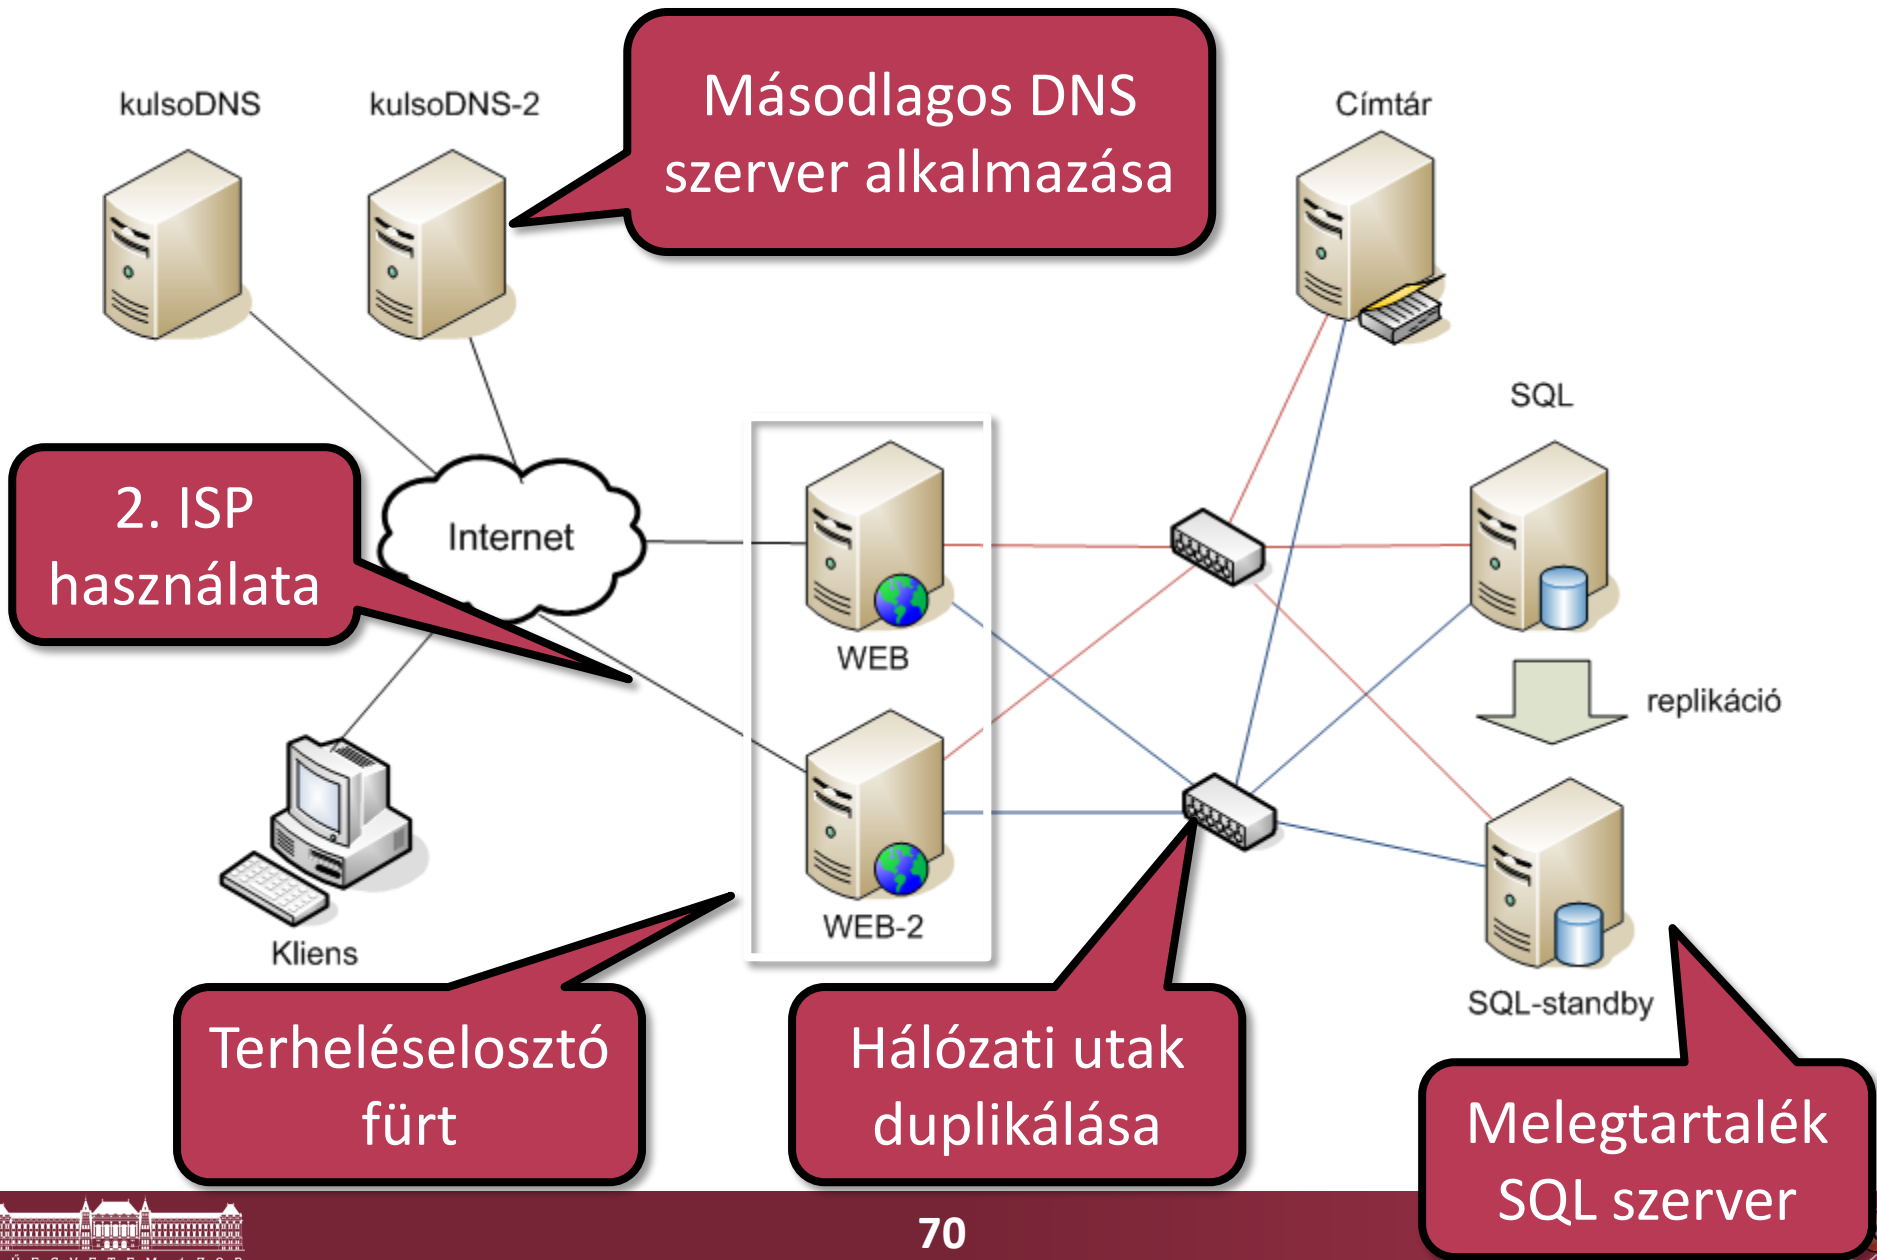 Másodlagos DNS
szerver alkalmazása
kulsoDNS
kulsoDNS-2
Címtár
SQL
2. ISP
használata
Internet
WEB
replikáció
WEB-2
Kliens
SQL-standby
Terheléselosztó
fürt
Hálózati utak
duplikálása
Melegtartalék
SQL szerver
70